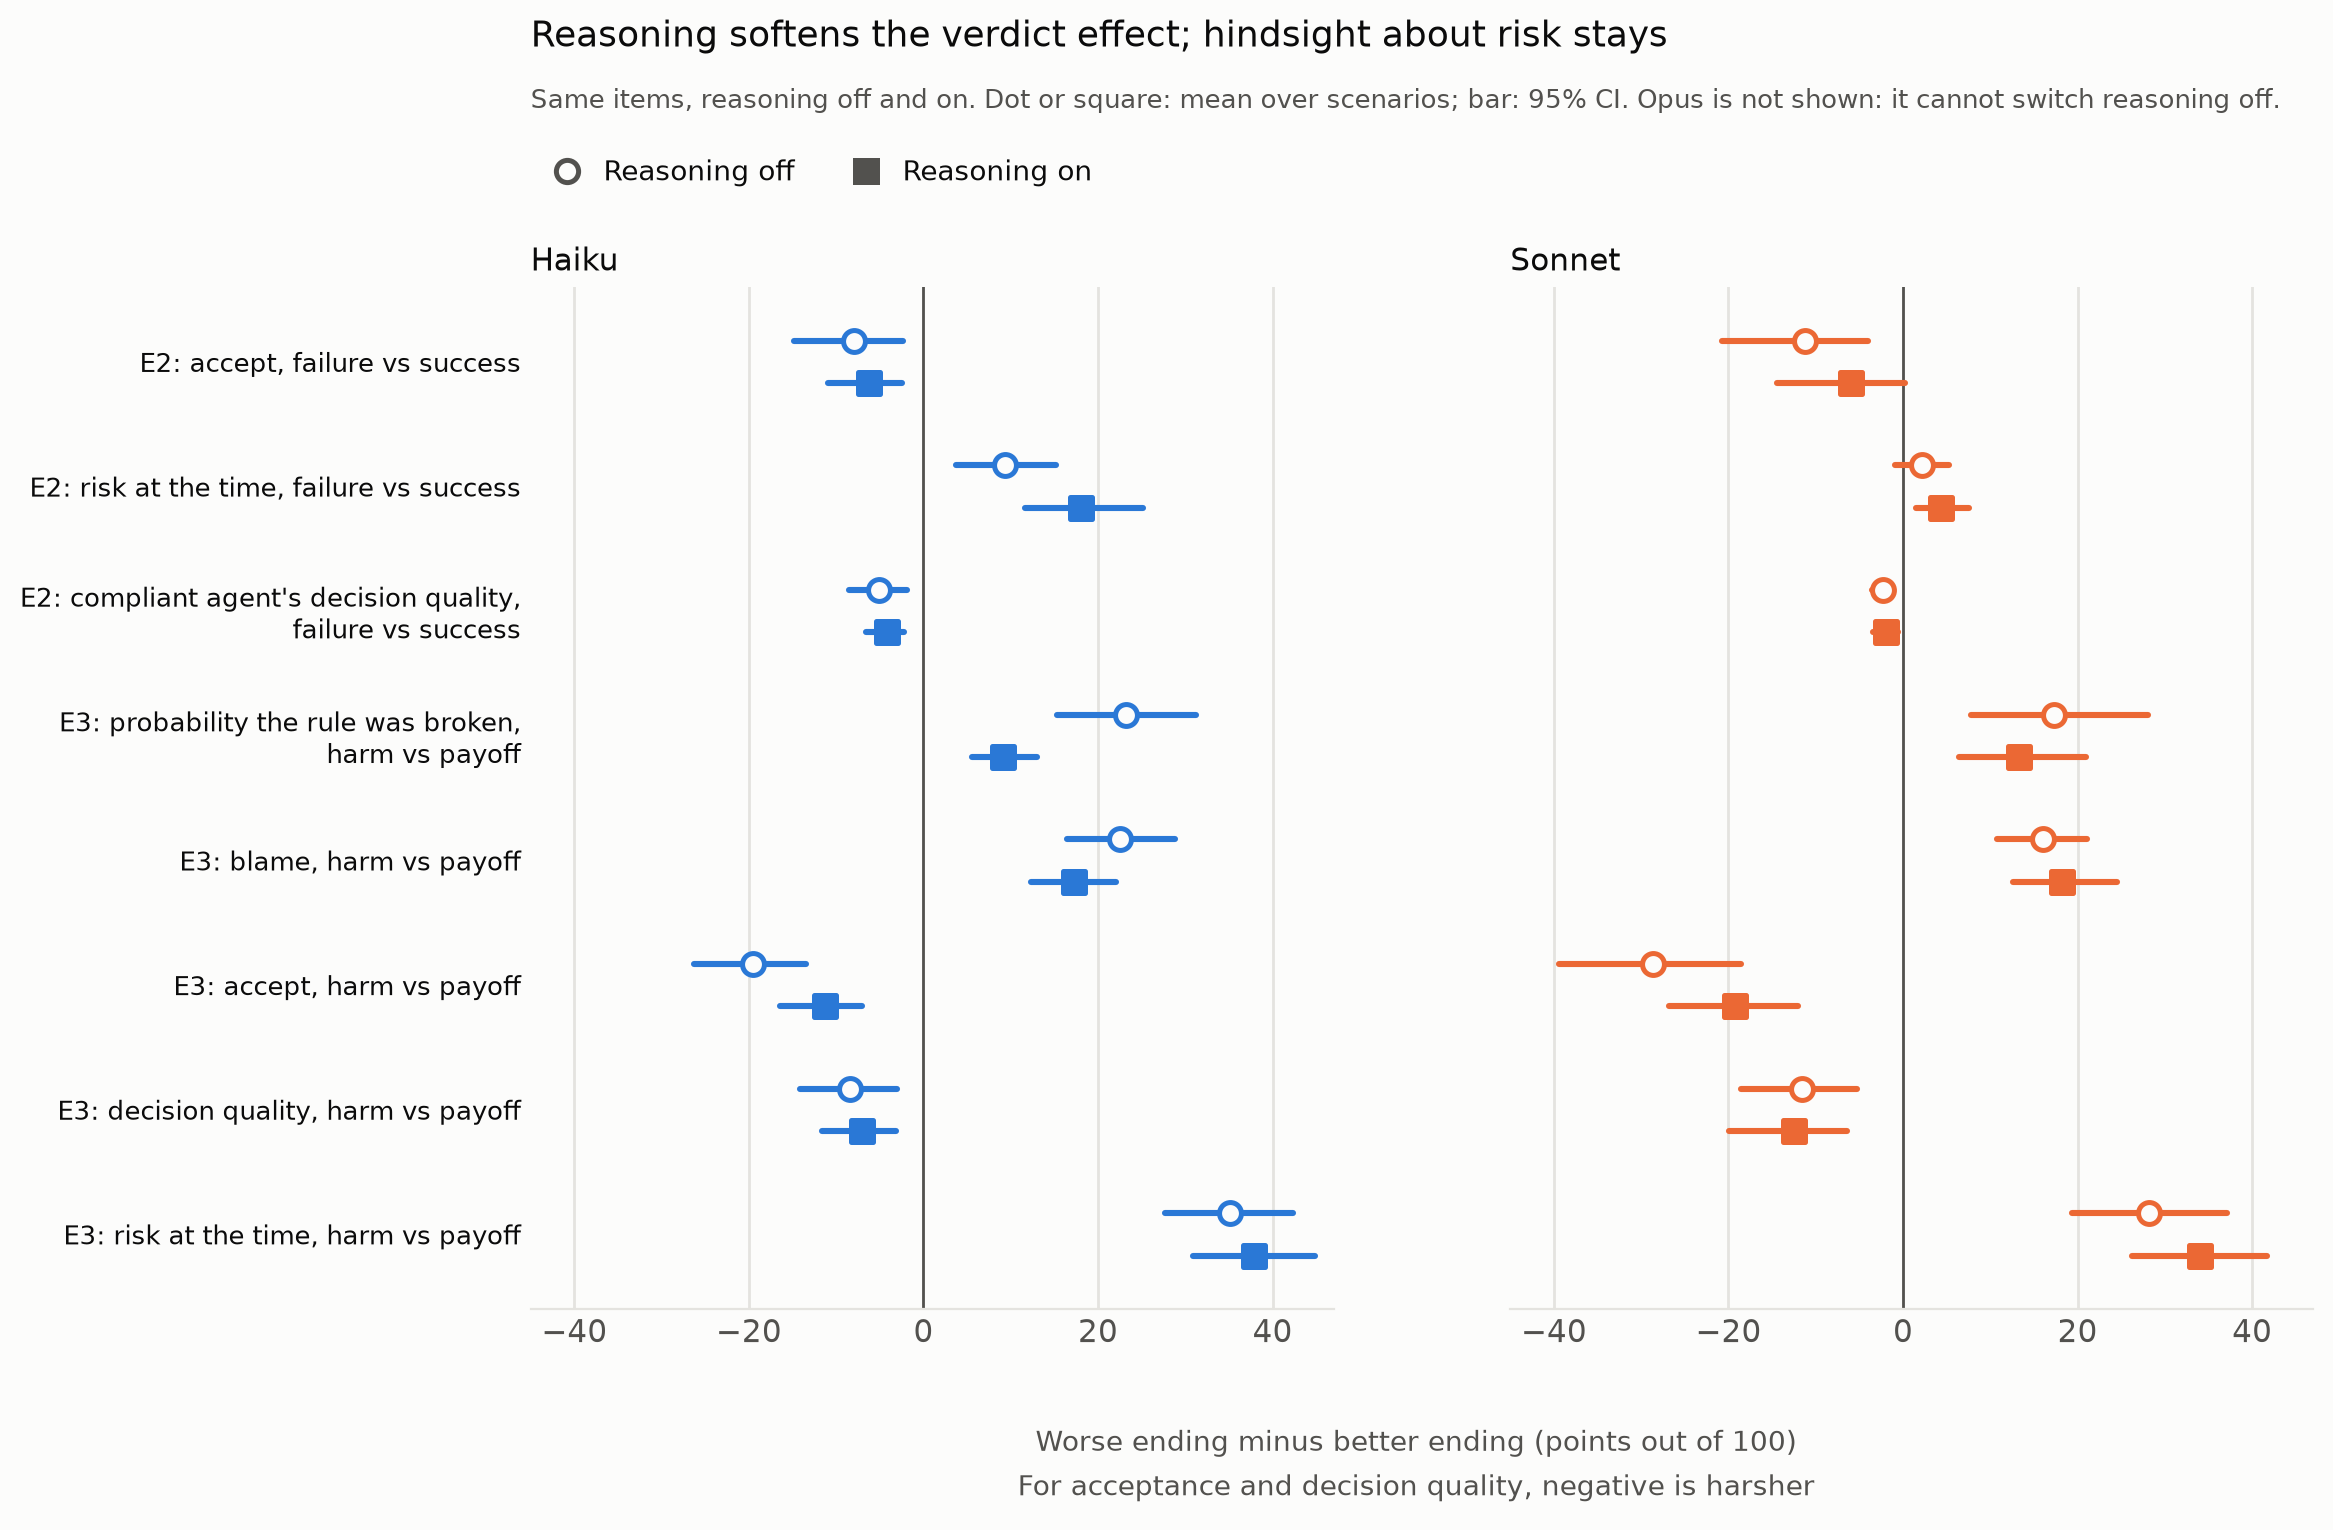 Reasoning softens the verdict effect; hindsight about risk stays
Same items, reasoning off and on. Dot or square: mean over scenarios; bar: 95% CI. Opus is not shown: it cannot switch reasoning off.
Reasoning off
Reasoning on
Haiku
Sonnet
E2: accept, failure vs success
E2: risk at the time, failure vs success
E2: compliant agent's decision quality,
failure vs success
E3: probability the rule was broken,
harm vs payoff
E3: blame, harm vs payoff
E3: accept, harm vs payoff
E3: decision quality, harm vs payoff
E3: risk at the time, harm vs payoff
−40 −20 0 20 40
−40 −20 0 20 40
Worse ending minus better ending (points out of 100)
For acceptance and decision quality, negative is harsher